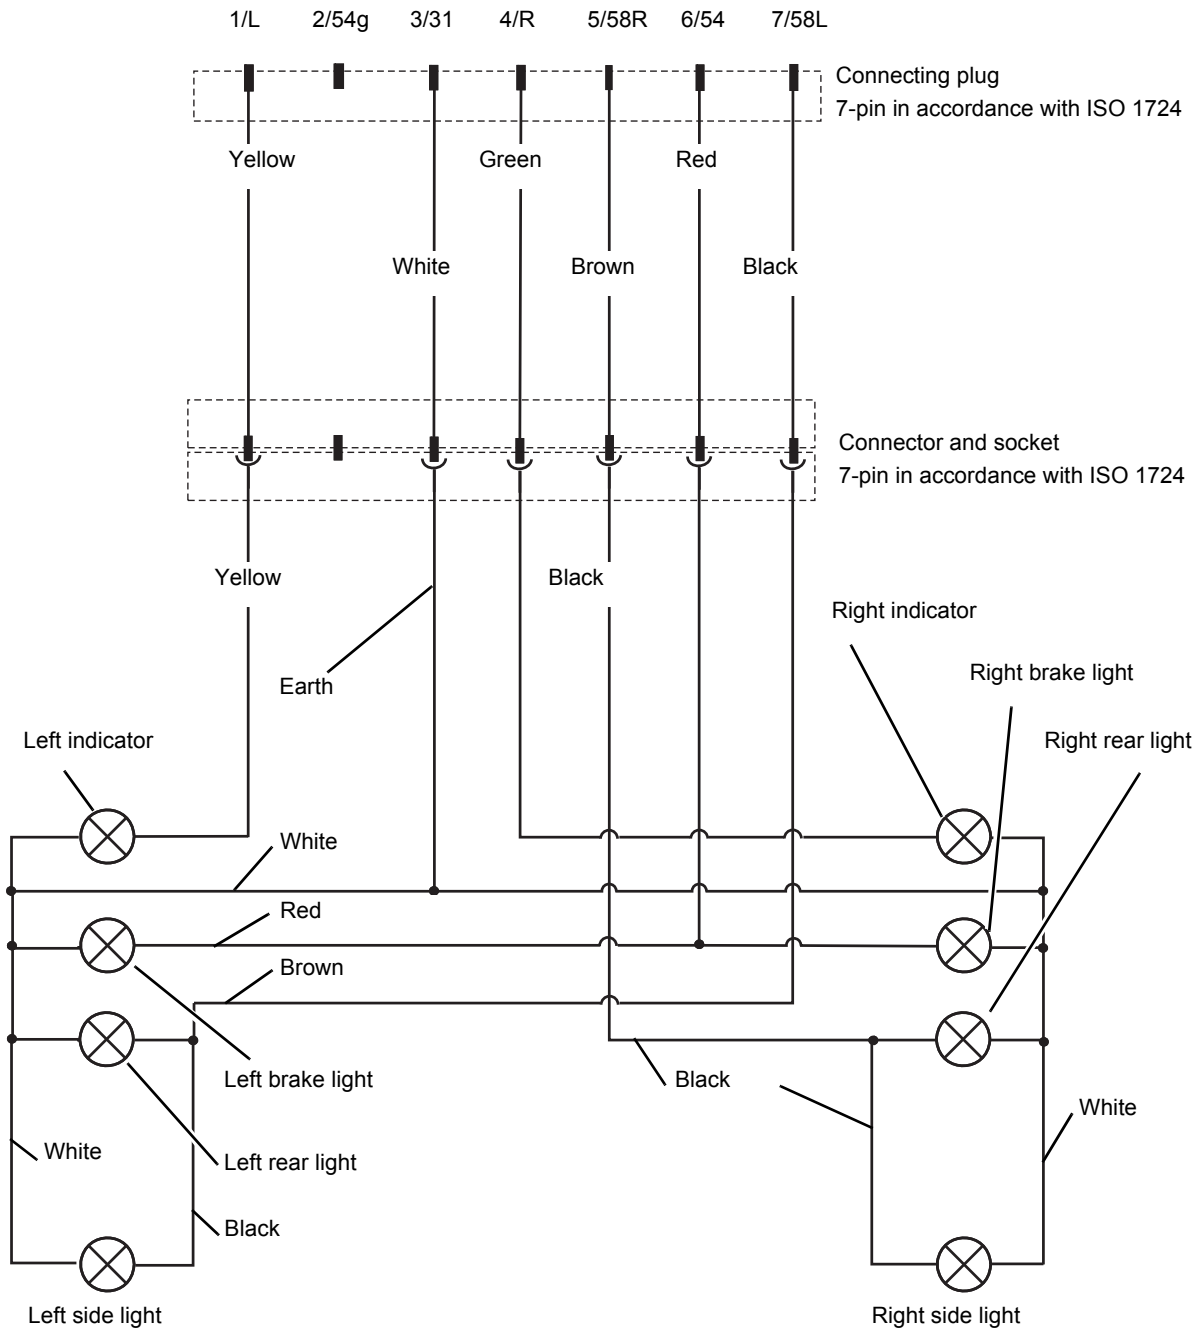 1/L 2/54g 3/31 4/R 5/58R 6/54 7/58L
Connecting plug
7-pin in accordance with ISO 1724
Yellow Green Red
White Brown Black
Connector and socket
7-pin in accordance with ISO 1724
Yellow Black
Right indicator
Right brake light
Earth
Left indicator Right rear light
White
Red
Brown
Left brake light Black
White
White
Left rear light
Black
Left side light Right side light